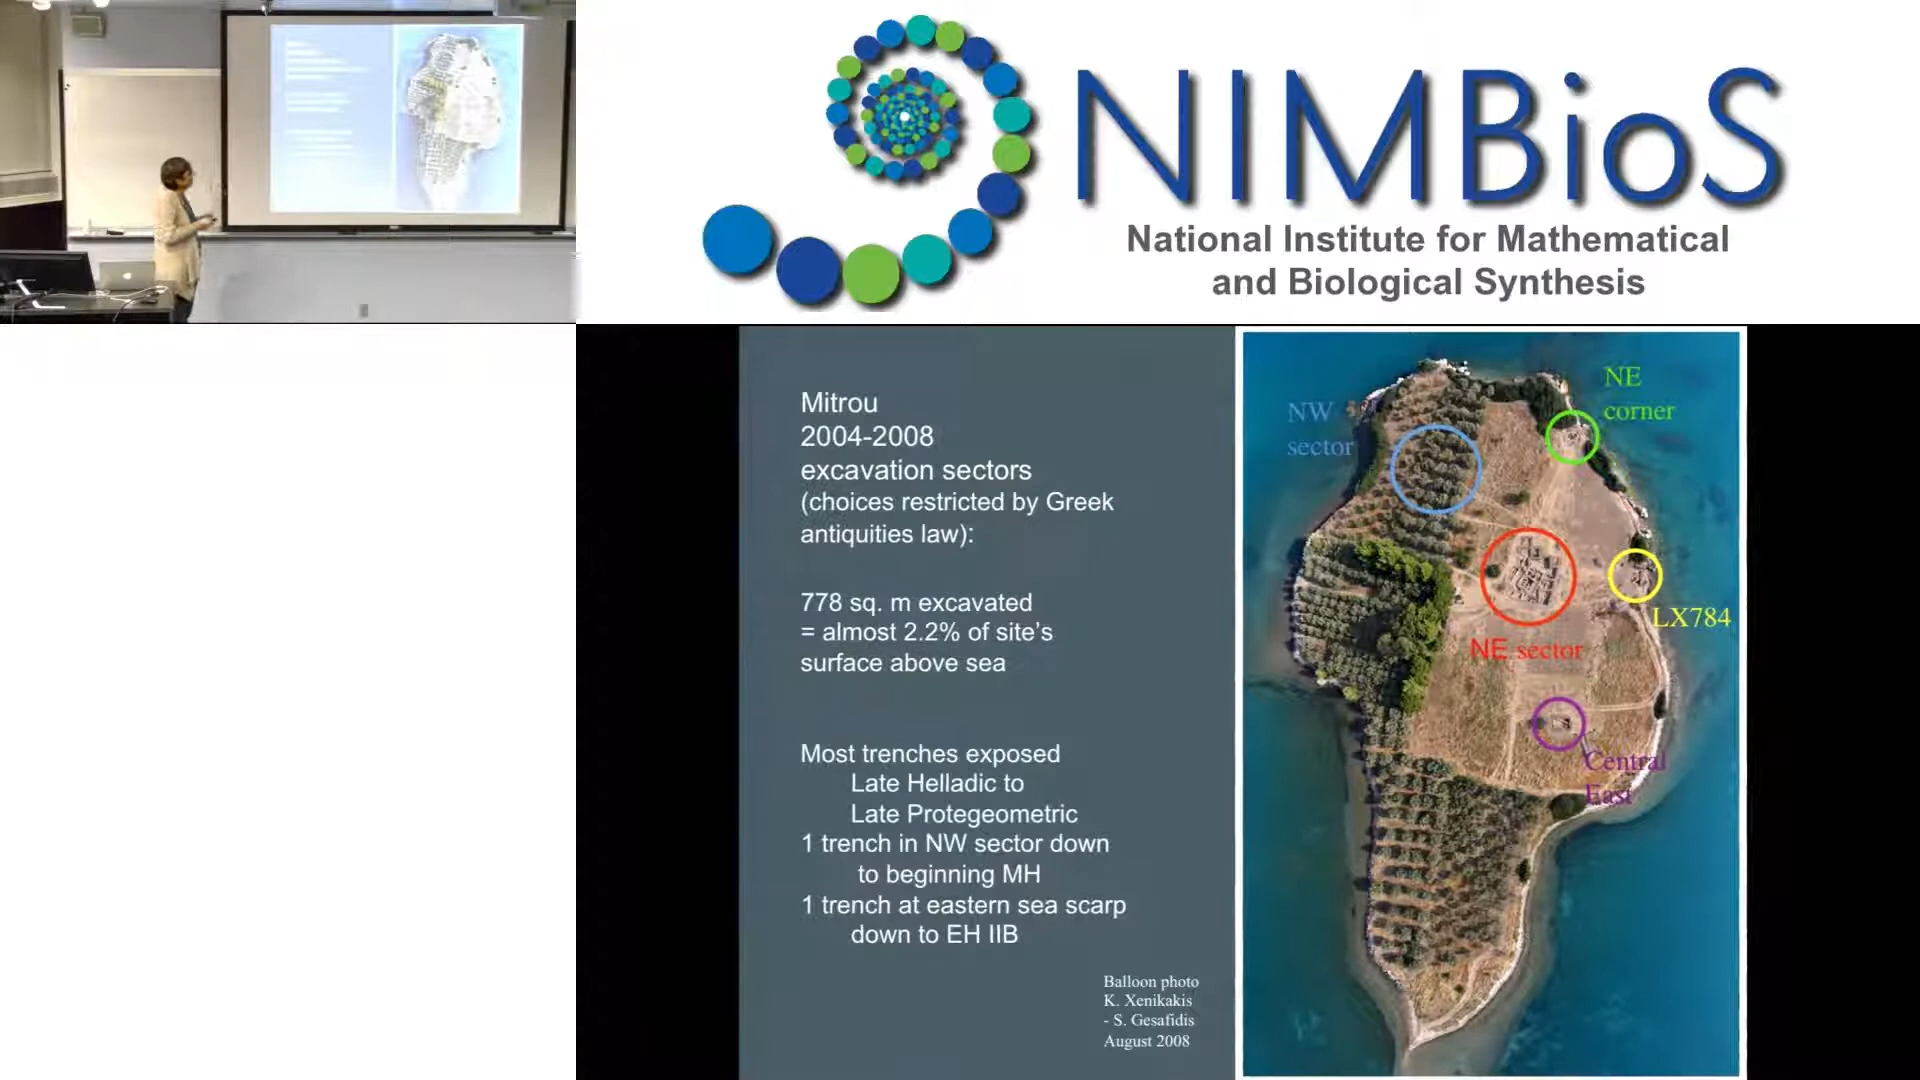 NIMBioS
National Institute for Mathematical
and Biological Synthesis
Mitrou
2004-2008
excavation sectors
(choices restricted by Greek
antiquities law):
778 sq. m excavated
= almost 2.2% of site's
surface above sea
Most trenches exposed
Late Helladic to
Late Protegeometric
1 trench in NW sector down
to beginning MH
1 trench at eastern sea scarp
down to EH IIB
Balloon photo
K. Xenikakis
- S. Gesafidis
August 2008
NW
sector
NE
corner
LX784
NE sector
Central
East